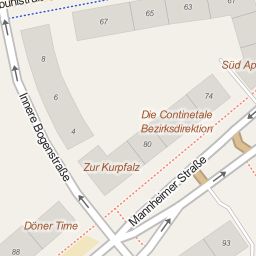 67
65
63
8
Süd Ap
6
74
Die Continetale
Bezirksdirektion
4
Innere Bogenstraße
80
Zur Kurpfalz
Mannheimer Straße
Döner Time
88
93